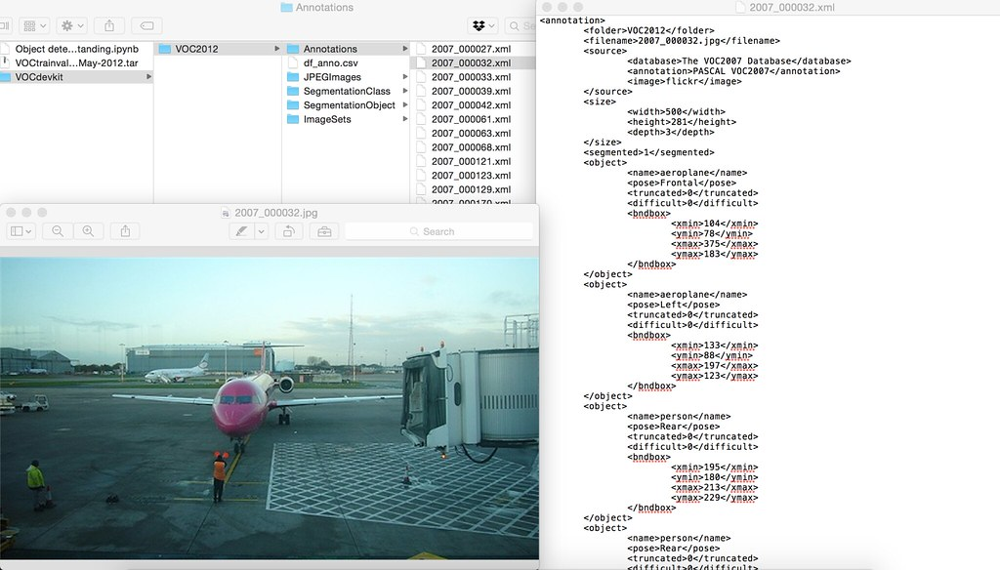 Annotations
Object dete...tanding.ipynb
VOCtrainval...May-2012.tar
VOCdevkit
VOC2012
Annotations
df_anno.csv
JPEGImages
SegmentationClass
SegmentationObject
ImageSets
2007_000027.xml
2007_000032.xml
2007_000033.xml
2007_000039.xml
2007_000042.xml
2007_000061.xml
2007_000063.xml
2007_000068.xml
2007_000121.xml
2007_000123.xml
2007_000129.xml
2007_000170.xml
2007_000032.jpg
Search
2007_000032.xml
<annotation>
<folder>VOC2012</folder>
<filename>2007_000032.jpg</filename>
<source>
<database>The VOC2007 Database</database>
<annotation>PASCAL VOC2007</annotation>
<image>flickr</image>
</source>
<size>
<width>500</width>
<height>281</height>
<depth>3</depth>
</size>
<segmented>1</segmented>
<object>
<name>aeroplane</name>
<pose>Frontal</pose>
<truncated>0</truncated>
<difficult>0</difficult>
<bndbox>
<xmin>104</xmin>
<ymin>78</ymin>
<xmax>375</xmax>
<ymax>183</ymax>
</bndbox>
</object>
<object>
<name>aeroplane</name>
<pose>Left</pose>
<truncated>0</truncated>
<difficult>0</difficult>
<bndbox>
<xmin>133</xmin>
<ymin>88</ymin>
<xmax>197</xmax>
<ymax>123</ymax>
</bndbox>
</object>
<object>
<name>person</name>
<pose>Rear</pose>
<truncated>0</truncated>
<difficult>0</difficult>
<bndbox>
<xmin>195</xmin>
<ymin>180</ymin>
<xmax>213</xmax>
<ymax>229</ymax>
</bndbox>
</object>
<object>
<name>person</name>
<pose>Rear</pose>
<truncated>0</truncated>
<difficult>0</difficult>